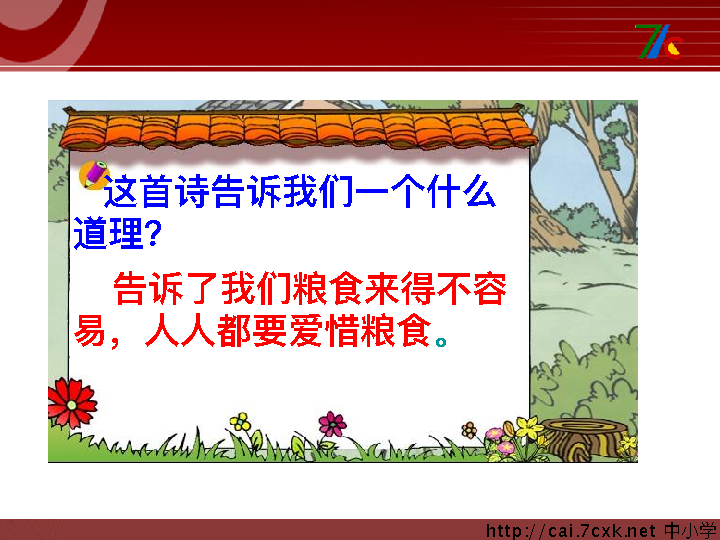 这首诗告诉我们一个什么
道理?
告诉了我们粮食来得不容
易，人人都要爱惜粮食。
http://cai.7cxk.net 中小学